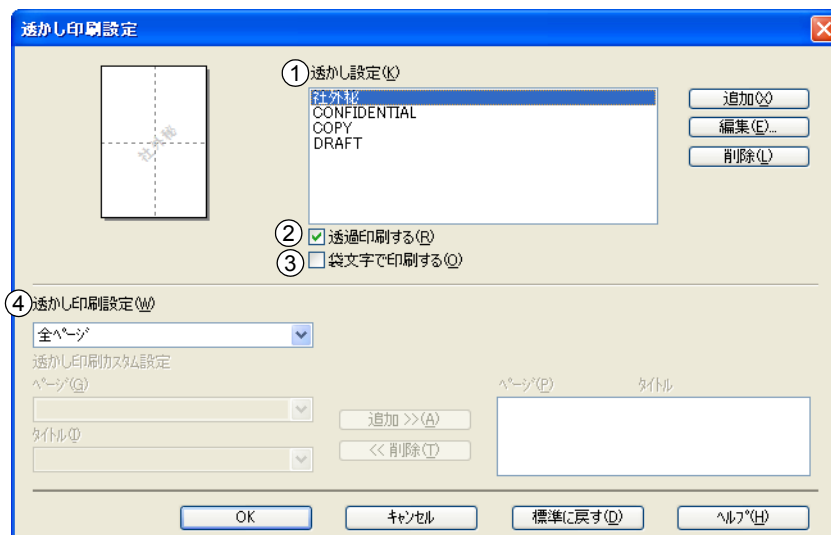 透かし印刷設定
① 透かし設定(K)
社外秘
CONFIDENTIAL
COPY
DRAFT
追加(X)
編集(E)...
削除(L)
社外秘
② 透過印刷する(R)
③ 袋文字で印刷する(O)
④ 透かし印刷設定(W)
全ページ
透かし印刷カスタム設定
ページ(G)
タイトル(I)
追加 >>(A)
<< 削除(T)
ページ(P) タイトル
OK キャンセル 標準に戻す(D) ヘルプ(H)